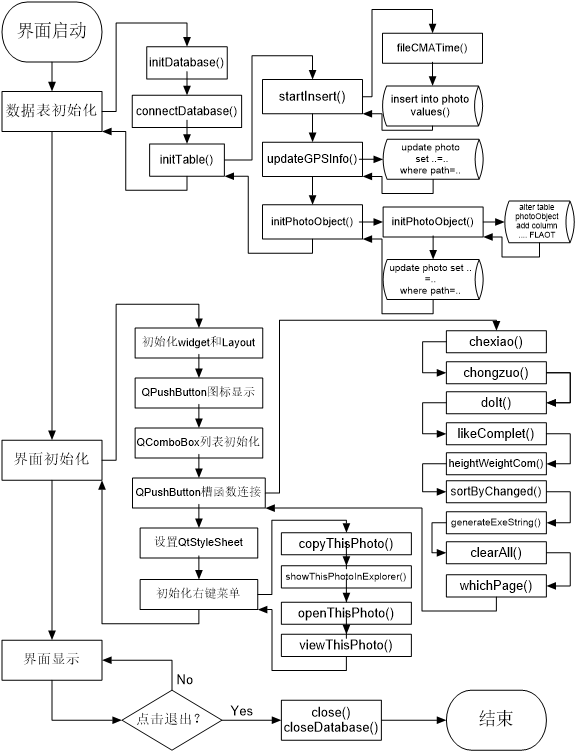 界面启动
数据表初始化
initDatabase()
connectDatabase()
initTable()
startInsert()
updateGPSInfo()
initPhotoObject()
fileCMATime()
insert into photo
values()
update photo
set ..=..
where path=..
initPhotoObject()
alter table
photoObject
add column
.... FLAOT
update photo set ..
=..
where path=..
界面初始化
初始化widget和Layout
QPushButton图标显示
QComboBox列表初始化
QPushButton槽函数连接
设置QtStyleSheet
初始化右键菜单
copyThisPhoto()
showThisPhotoInExplorer()
openThisPhoto()
viewThisPhoto()
chexiao()
chongzuo()
doIt()
likeComplet()
heightWeightCom()
sortByChanged()
generateExeString()
clearAll()
whichPage()
界面显示
No
点击退出?
Yes
close()
closeDatabase()
结束